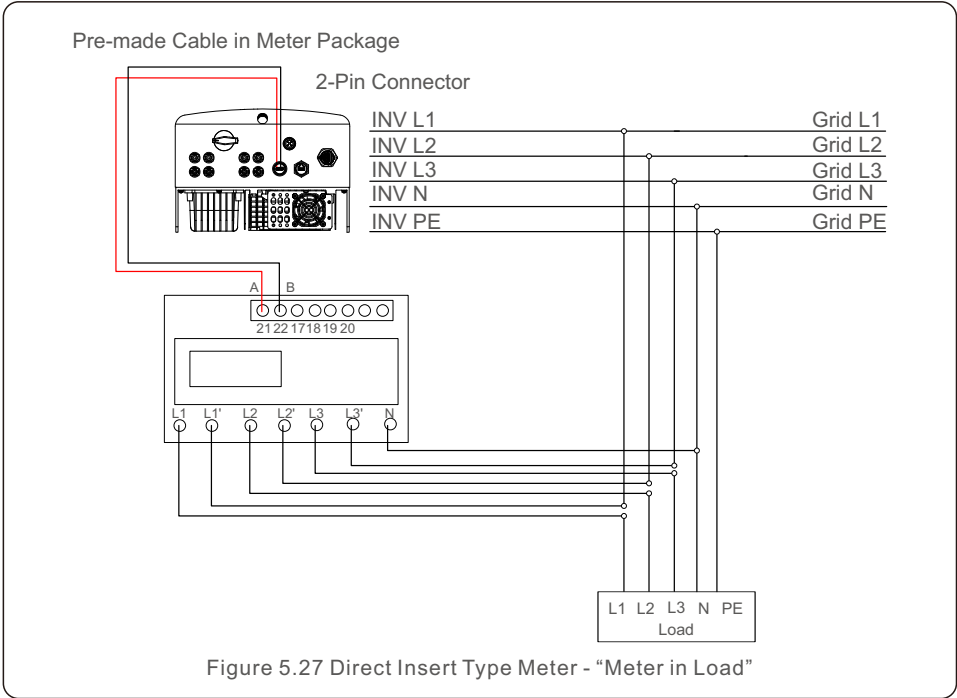 Pre-made Cable in Meter Package
2-Pin Connector
INV L1 Grid L1
INV L2 Grid L2
INV L3 Grid L3
INV N Grid N
INV PE Grid PE
A B
21 22 17 18 19 20
L1 L1' L2 L2' L3 L3' N
L1 L2 L3 N PE
Load
Figure 5.27 Direct Insert Type Meter - “Meter in Load”